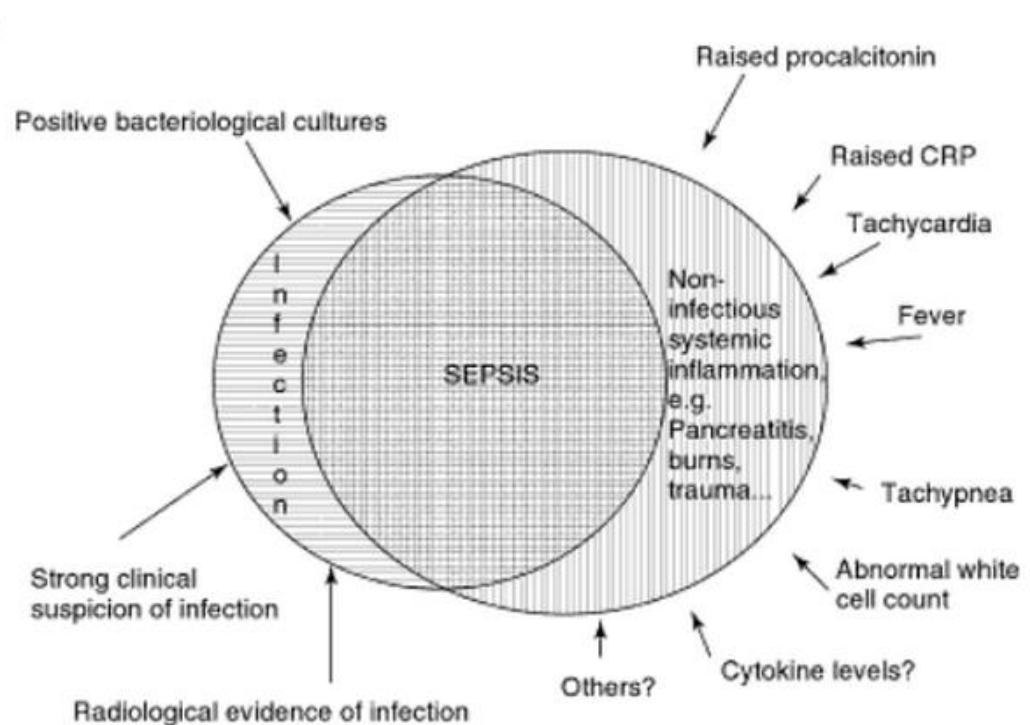 Raised procalcitonin
Positive bacteriological cultures
Raised CRP
Tachycardia
Infection
Non-
infectious
systemic
inflammation,
e.g.
Pancreatitis,
burns,
trauma...
Fever
SEPSIS
Tachypnea
Strong clinical
suspicion of infection
Abnormal white
cell count
Cytokine levels?
Others?
Radiological evidence of infection